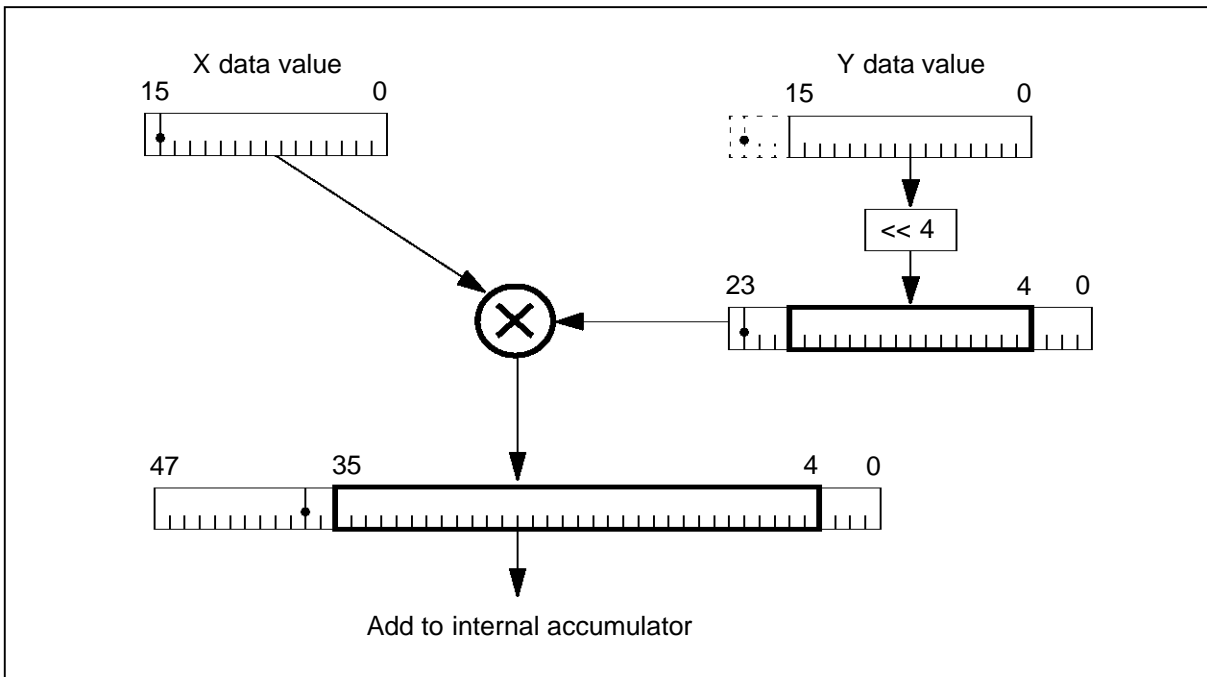 X data value
Y data value
15 0
15 0
<< 4
23 4 0
47 35 4 0
Add to internal accumulator